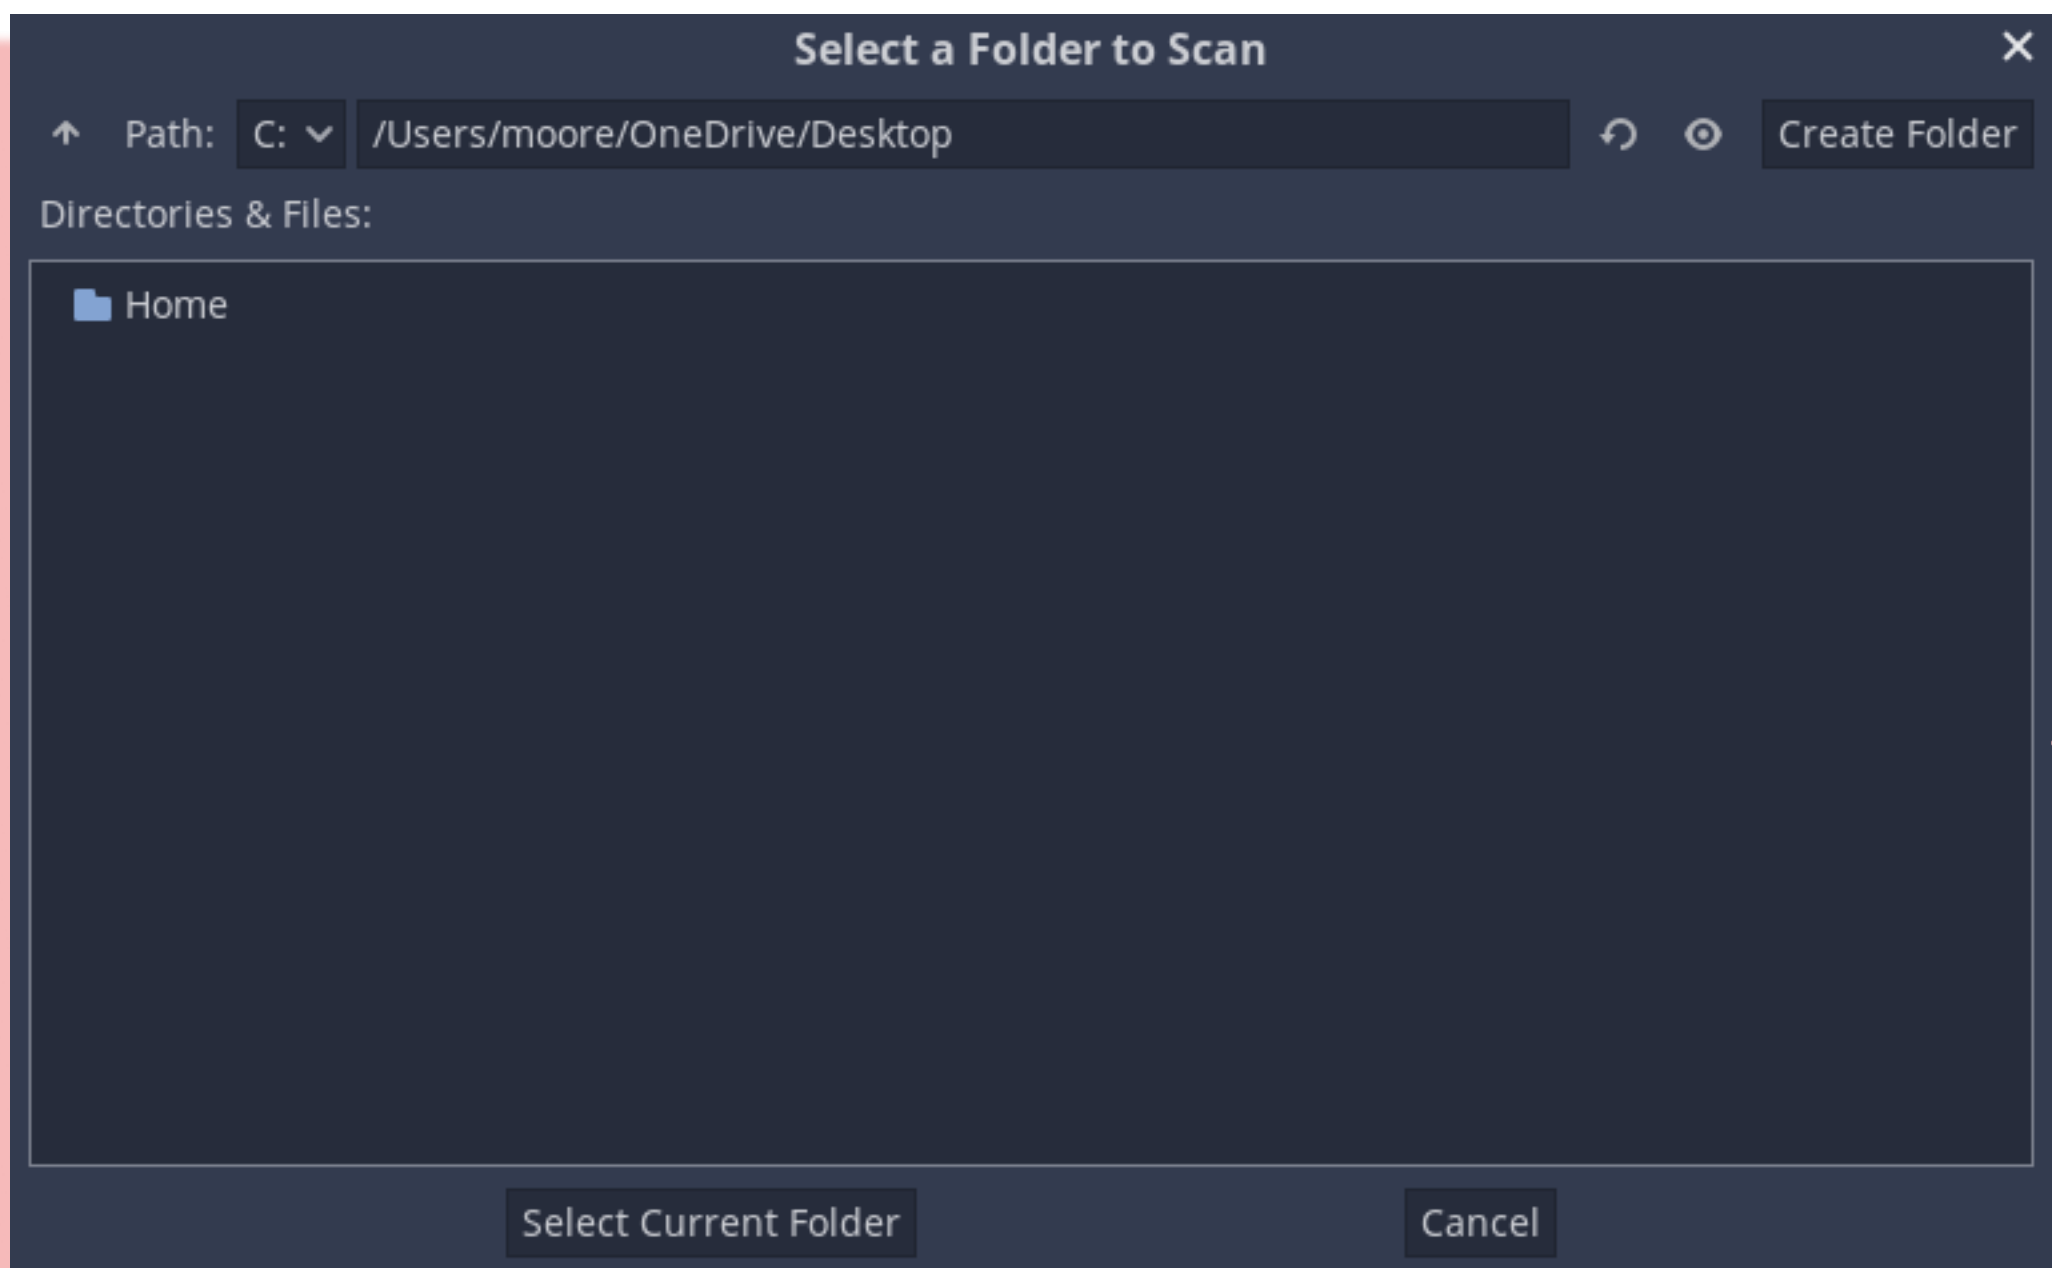 Select a Folder to Scan
Path: C: /Users/moore/OneDrive/Desktop Create Folder
Directories & Files:
Home
Select Current Folder Cancel